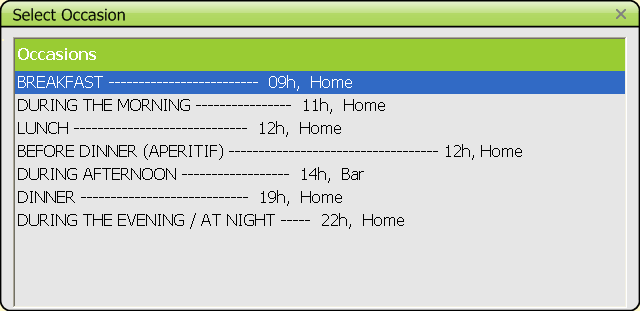 Select Occasion
Occasions
BREAKFAST ------------------------- 09h, Home
DURING THE MORNING ---------------- 11h, Home
LUNCH ----------------------------- 12h, Home
BEFORE DINNER (APERITIF) ----------------------------------- 12h, Home
DURING AFTERNOON ------------------ 14h, Bar
DINNER ---------------------------- 19h, Home
DURING THE EVENING / AT NIGHT ----- 22h, Home